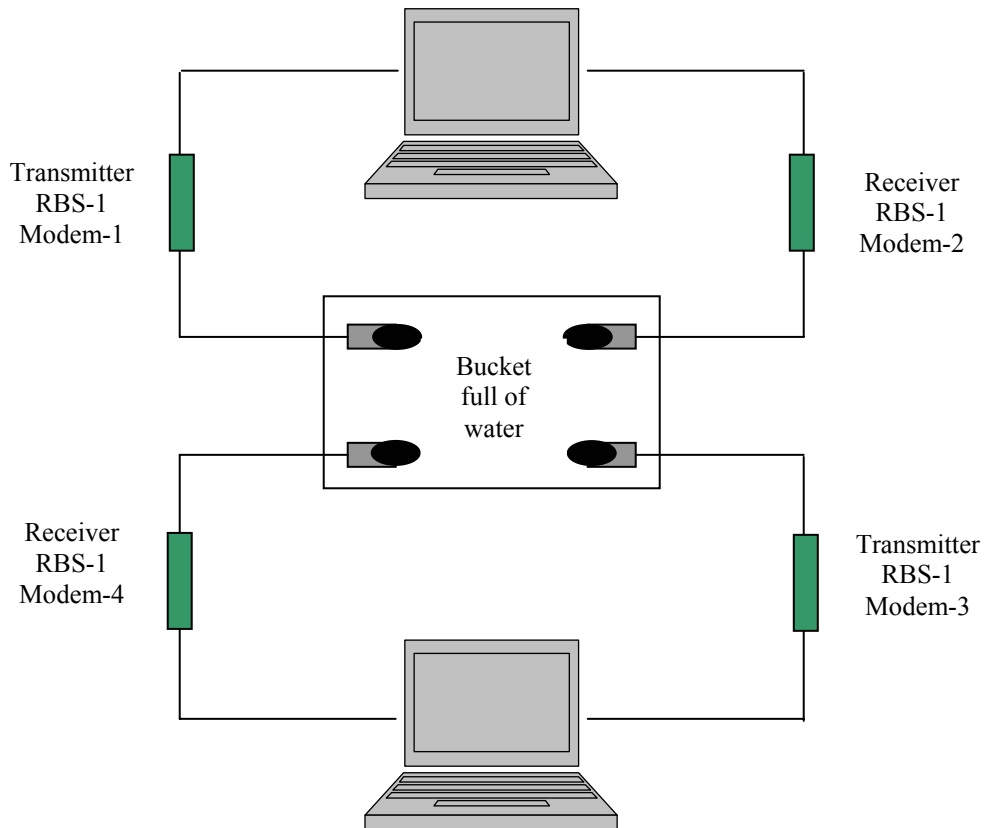 Transmitter
RBS-1
Modem-1
Receiver
RBS-1
Modem-2
Bucket
full of
water
Receiver
RBS-1
Modem-4
Transmitter
RBS-1
Modem-3